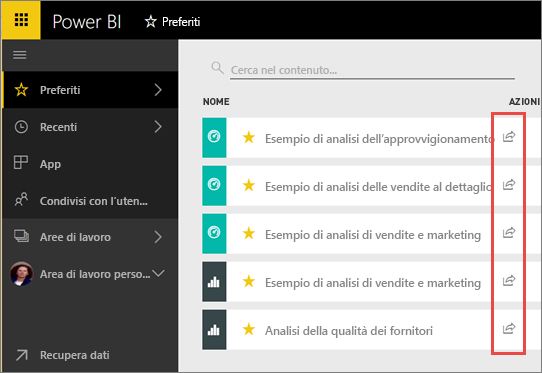 Power BI
Preferiti
Preferiti
Recenti
App
Condivisi con l'uten...
Aree di lavoro
Area di lavoro perso...
Recupera dati
Cerca nel contenuto...
NOME
AZIONI
Esempio di analisi dell'approvvigionamento
Esempio di analisi delle vendite al dettaglio
Esempio di analisi di vendite e marketing
Esempio di analisi di vendite e marketing
Analisi della qualità dei fornitori